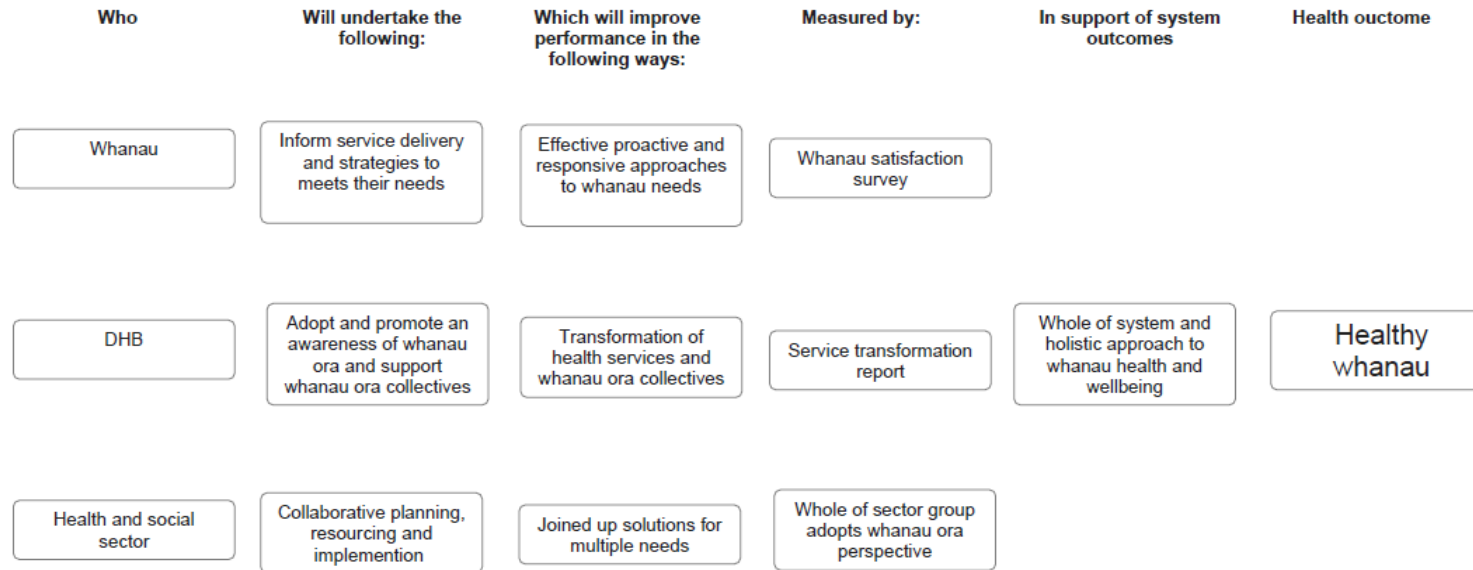 Who
Will undertake the
following:
Which will improve
performance in the
following ways:
Measured by:
In support of system
outcomes
Health ouctome
Whanau
Inform service delivery
and strategies to
meets their needs
Effective proactive and
responsive approaches
to whanau needs
Whanau satisfaction
survey
DHB
Adopt and promote an
awareness of whanau
ora and support
whanau ora collectives
Transformation of
health services and
whanau ora collectives
Service transformation
report
Whole of system and
holistic approach to
whanau health and
wellbeing
Healthy
whanau
Health and social
sector
Collaborative planning,
resourcing and
implemention
Joined up solutions for
multiple needs
Whole of sector group
adopts whanau ora
perspective